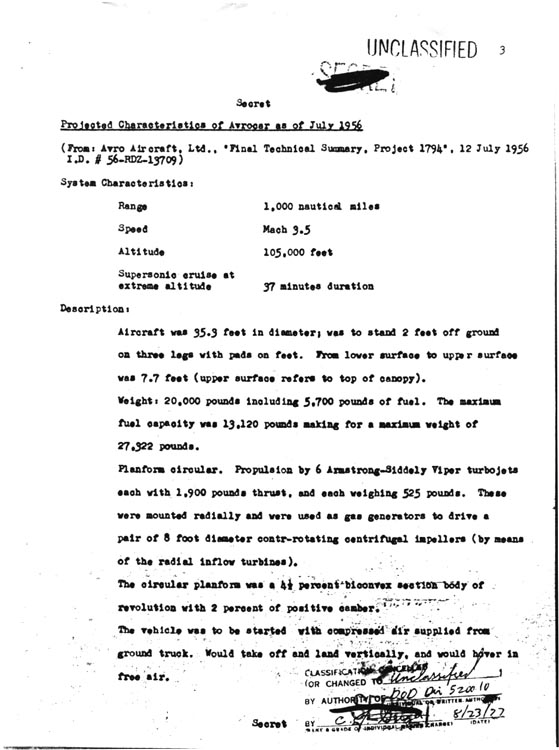 UNCLASSIFIED 3
SECRET
Secret
Projected Characteristics of Avrocar as of July 1956
(From: Avro Aircraft, Ltd., "Final Technical Summary, Project 1794", 12 July 1956
I.D. # 56-RDZ-13709)
System Characteristics:
Range 1,000 nautical miles
Speed Mach 3.5
Altitude 105,000 feet
Supersonic cruise at
extreme altitude 37 minutes duration
Description:
Aircraft was 35.3 feet in diameter; was to stand 2 feet off ground
on three legs with pads on feet. From lower surface to upper surface
was 7.7 feet (upper surface refers to top of canopy).
Weight: 20,000 pounds including 5,700 pounds of fuel. The maximum
fuel capacity was 13,120 pounds making for a maximum weight of
27,322 pounds.
Planform circular. Propulsion by 6 Armstrong-Siddely Viper turbojets
each with 1,900 pounds thrust, and each weighing 525 pounds. These
were mounted radially and were used as gas generators to drive a
pair of 8 foot diameter contr-rotating centrifugal impellers (by means
of the radial inflow turbines).
The circular planform was a 4½ percent biconvex section body of
revolution with 2 percent of positive camber.
The vehicle was to be started with compressed air supplied from
ground truck. Would take off and land vertically, and would hover in
free air.
CLASSIFICATION CANCELLED
(OR CHANGED TO Unclassified )
BY AUTHORITY OF DOD Dir 5200 10
Secret BY 8/23/77
(DATE)